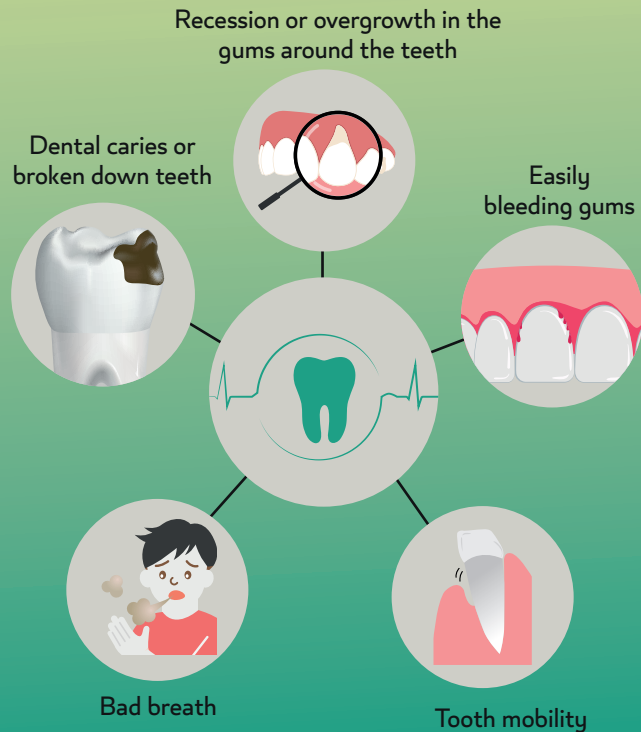 Recession or overgrowth in the
gums around the teeth
Dental caries or
broken down teeth
Easily
bleeding gums
Bad breath
Tooth mobility